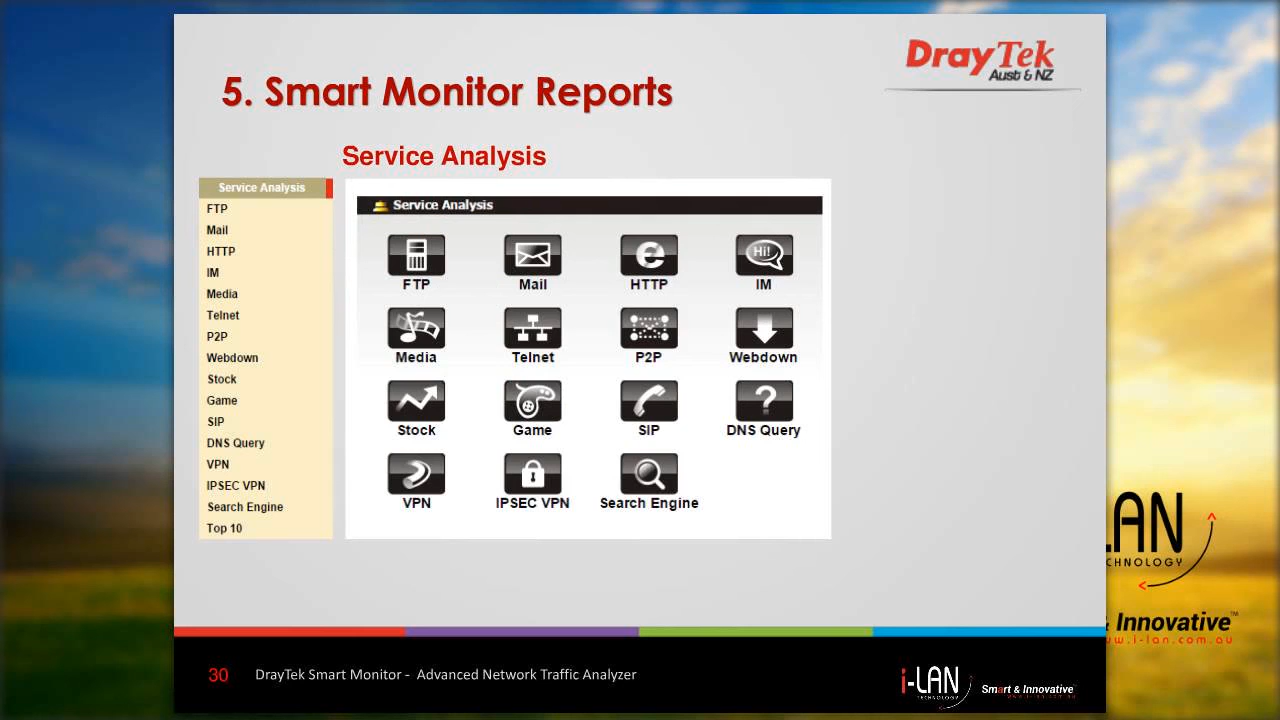 DrayTek
Aust & NZ
5. Smart Monitor Reports
Service Analysis
Service Analysis
FTP
Mail
HTTP
IM
Media
Telnet
P2P
Webdown
Stock
Game
SIP
DNS Query
VPN
IPSEC VPN
Search Engine
Top 10
Service Analysis
Hi!
FTP Mail HTTP IM
Media Telnet P2P Webdown
Stock Game SIP DNS Query
VPN IPSEC VPN Search Engine
LAN
CHNOLOGY
& Innovative™
w.i-lan.com.au
30 DrayTek Smart Monitor - Advanced Network Traffic Analyzer
i-LAN
TECHNOLOGY
Smart & Innovative